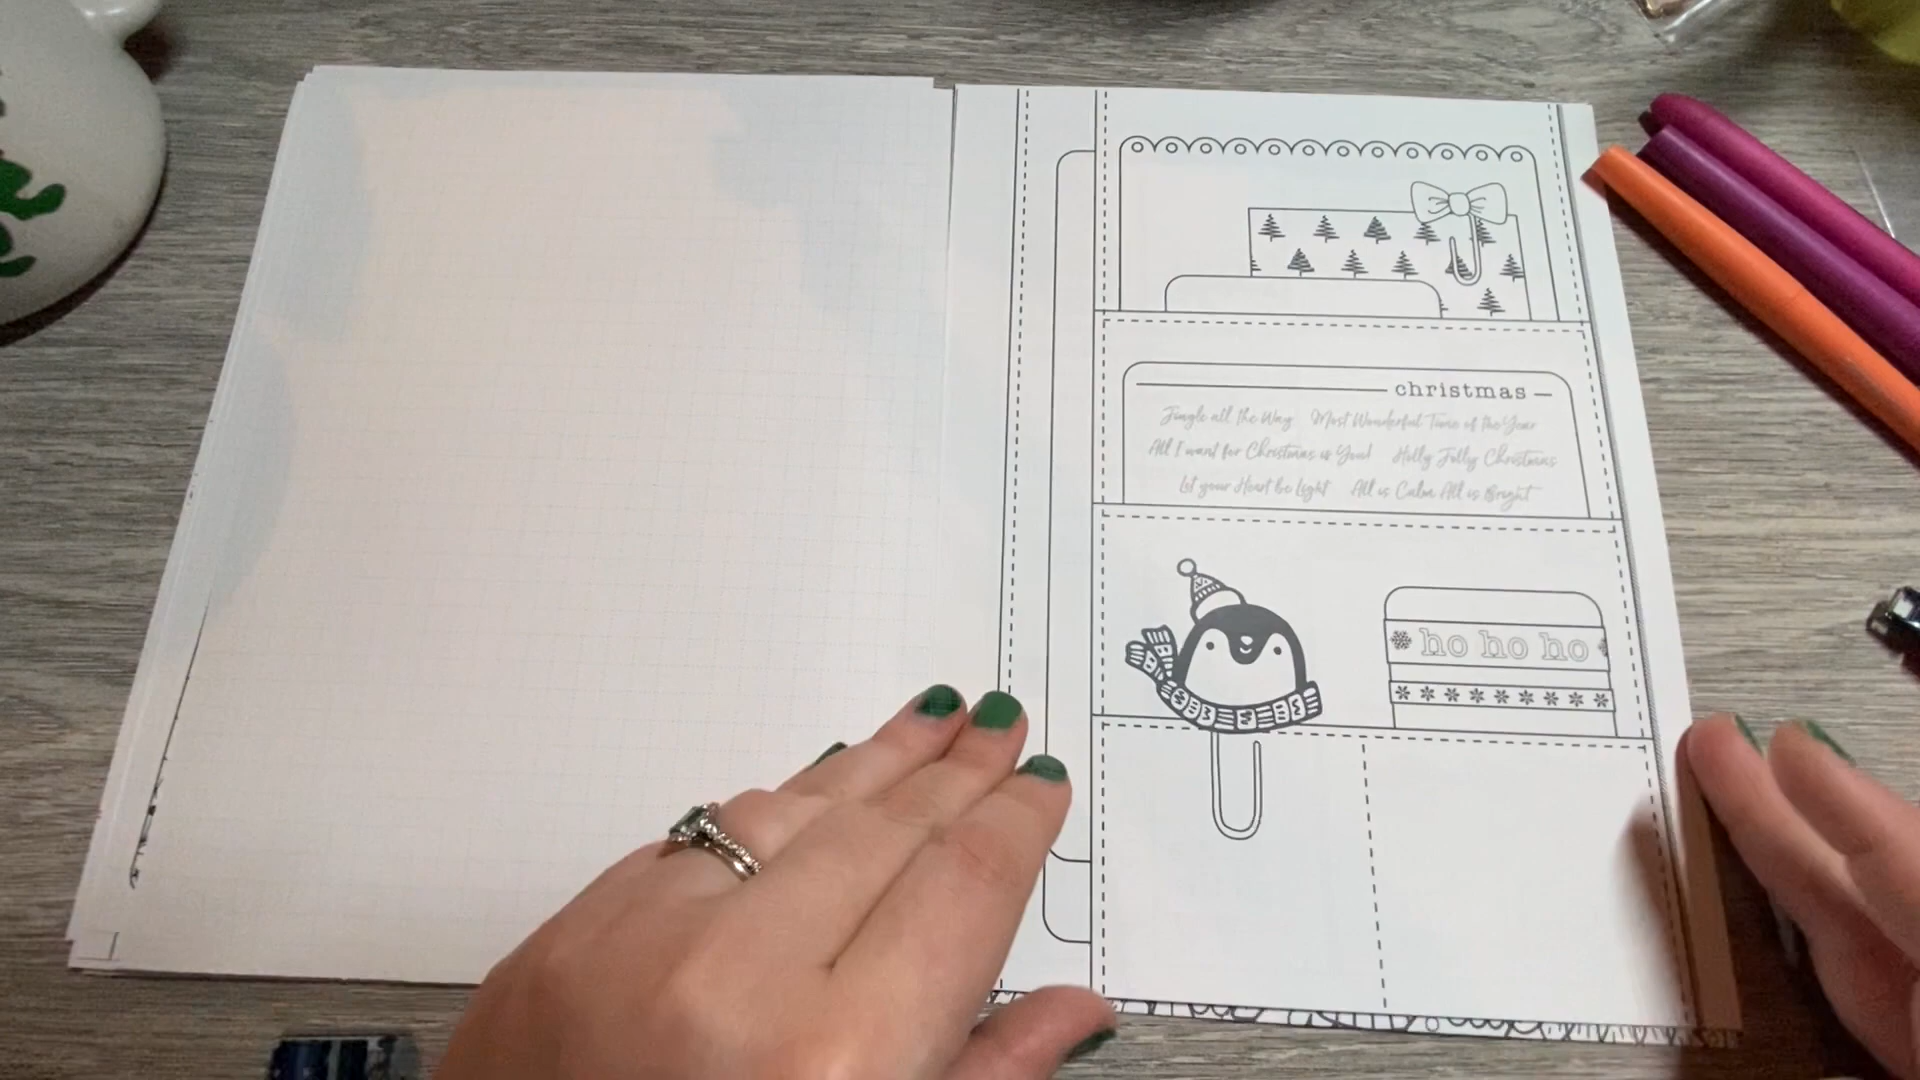 christmas
Jingle all the Way Most Wonderful Time of the Year
All I want for Christmas is You! Holly Jolly Christmas
Let your Heart be Light All is Calm All is Bright
ho ho ho